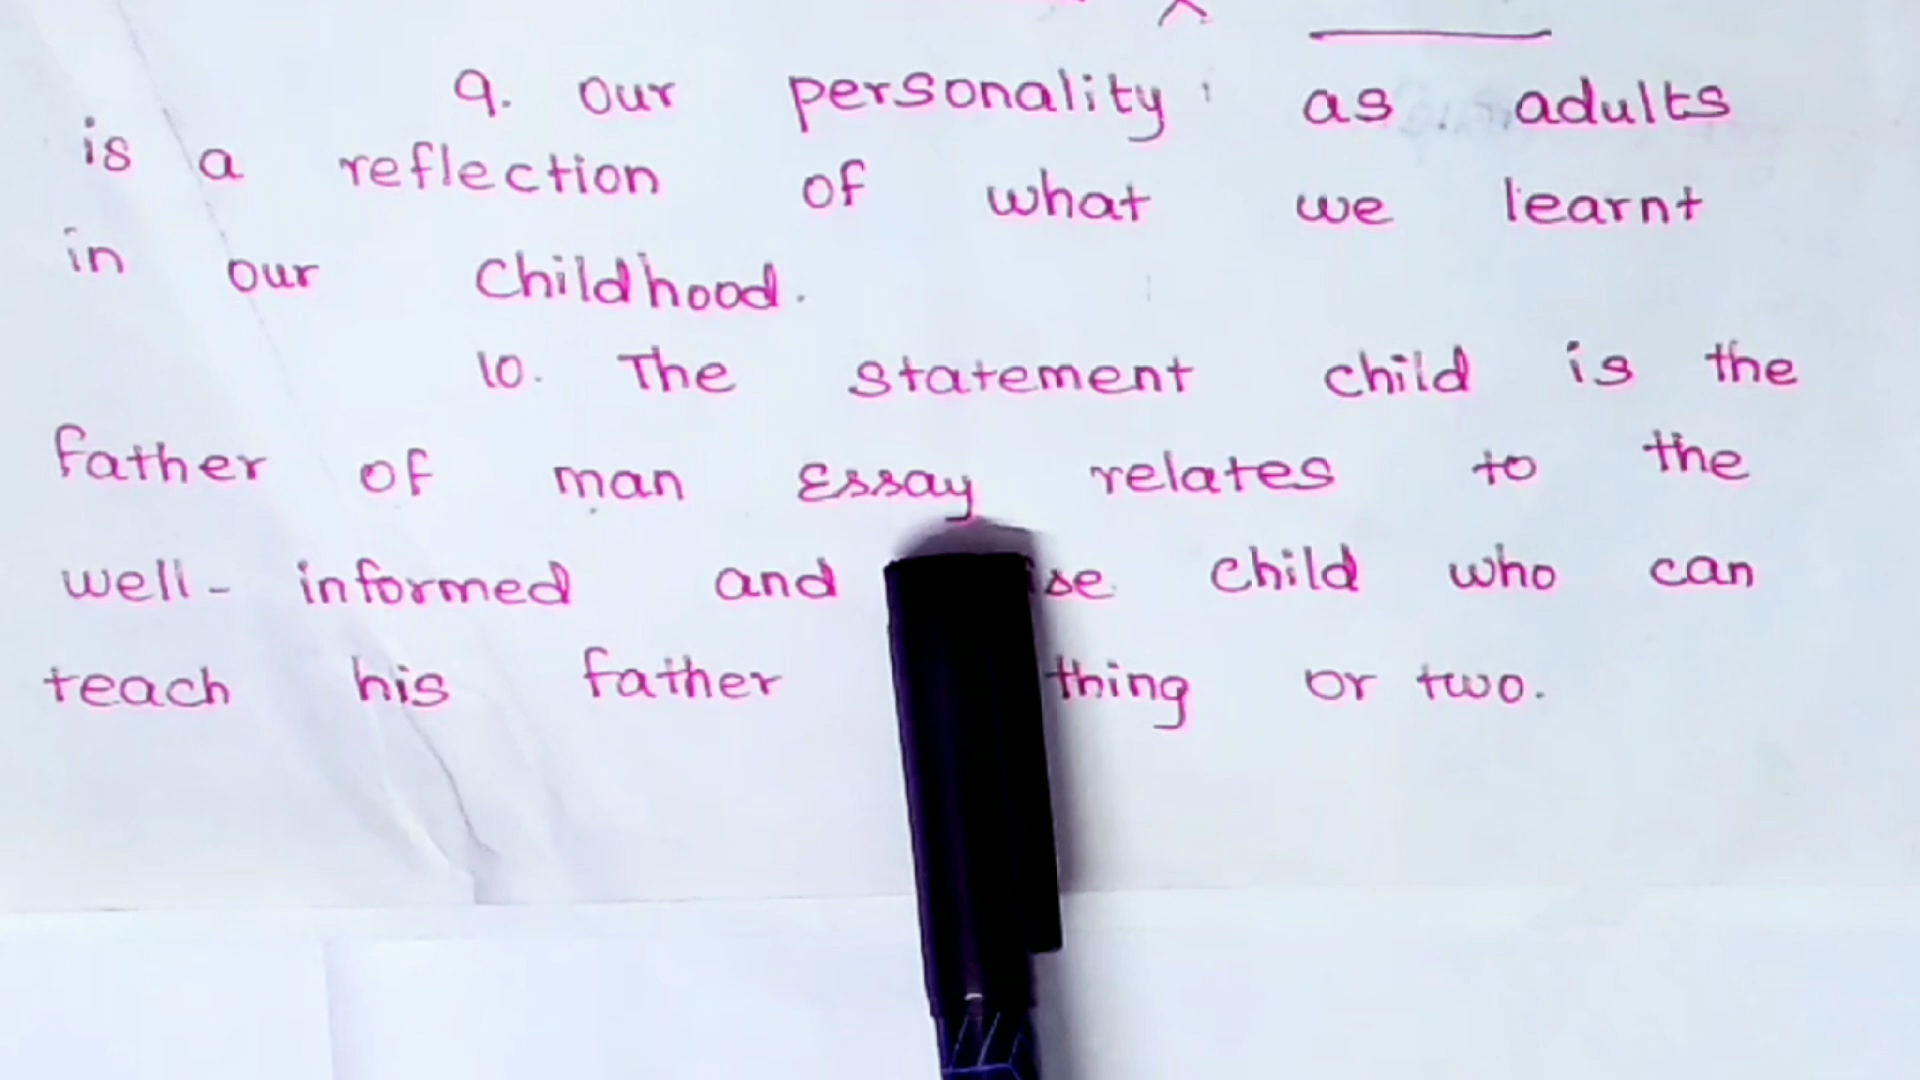 9. Our personality as adults
is a reflection of what we learnt
in our Childhood.
10. The statement child is the
father of man Essay relates to the
well- informed and child who can
teach his father thing or two.